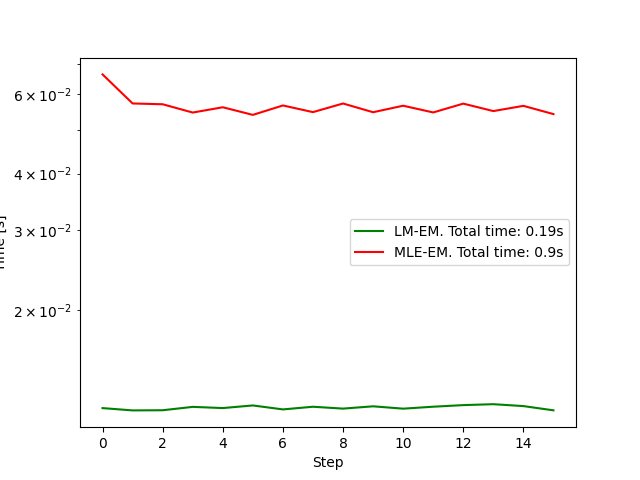 6 × 10⁻²
4 × 10⁻²
3 × 10⁻²
2 × 10⁻²
LM-EM. Total time: 0.19s
MLE-EM. Total time: 0.9s
0 2 4 6 8 10 12 14
Step